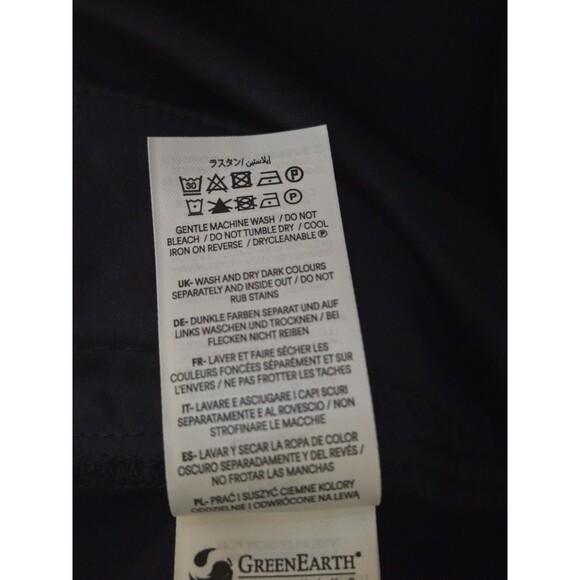 ラスタン / إيلاستين
30 P
P
GENTLE MACHINE WASH / DO NOT
BLEACH / DO NOT TUMBLE DRY / COOL
IRON ON REVERSE / DRYCLEANABLE Ⓟ
UK- WASH AND DRY DARK COLOURS
SEPARATELY AND INSIDE OUT / DO NOT
RUB STAINS
DE- DUNKLE FARBEN SEPARAT UND AUF
LINKS WASCHEN UND TROCKNEN / BEI
FLECKEN NICHT REIBEN
FR- LAVER ET FAIRE SÉCHER LES
COULEURS FONCÉES SÉPARÉMENT ET SUR
L'ENVERS / NE PAS FROTTER LES TACHES
IT- LAVARE E ASCIUGARE I CAPI SCURI
SEPARATAMENTE E AL ROVESCIO / NON
STROFINARE LE MACCHIE
ES- LAVAR Y SECAR LA ROPA DE COLOR
OSCURO SEPARADAMENTE Y DEL REVÉS /
NO FROTAR LAS MANCHAS
PL- PRAĆ I SUSZYĆ CIEMNE KOLORY
ODDZIELNIE I ODWRÓCONE NA LEWĄ
GREENEARTH®